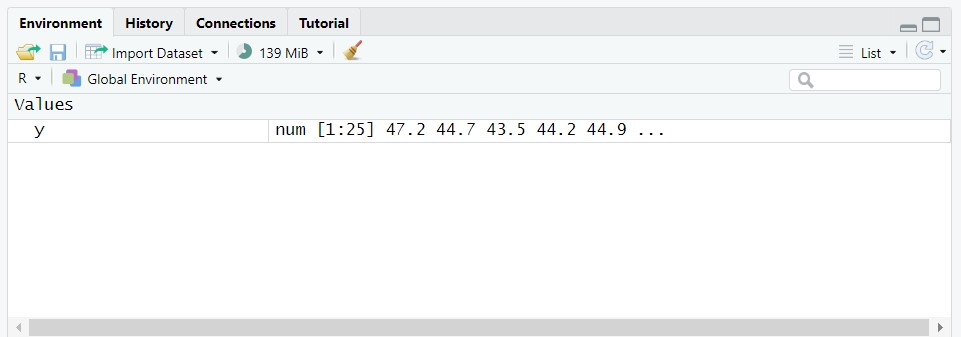 Environment History Connections Tutorial
Import Dataset 139 MiB List
R Global Environment
Values
y num [1:25] 47.2 44.7 43.5 44.2 44.9 ...